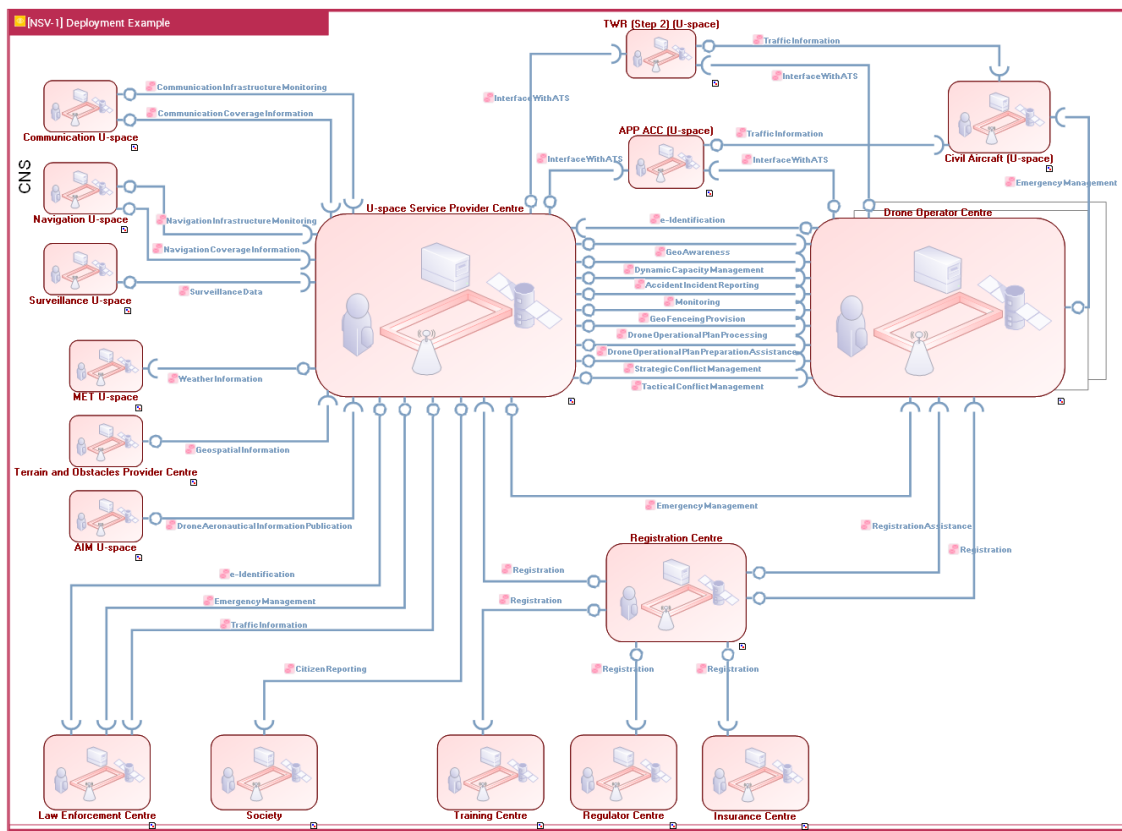 [NSV-1] Deployment Example
TWR (Step 2) (U-space)
TrafficInformation
InterfaceWithATS
CommunicationInfrastructureMonitoring
InterfaceWithATS
CommunicationCoverageInformation
Communication U-space
APP ACC (U-space)
TrafficInformation
InterfaceWithATS
InterfaceWithATS
Civil Aircraft (U-space)
CNS
EmergencyManagement
U-space Service Provider Centre
Drone Operator Centre
Navigation U-space
NavigationInfrastructureMonitoring
e-Identification
NavigationCoverageInformation
GeoAwareness
DynamicCapacityManagement
AccidentIncidentReporting
SurveillanceData
Surveillance U-space
Monitoring
GeoFenceingProvision
DroneOperationalPlanProcessing
DroneOperationalPlanPreparationAssistance
StrategicConflictManagement
WeatherInformation
TacticalConflictManagement
MET U-space
GeospatialInformation
Terrain and Obstacles Provider Centre
EmergencyManagement
DroneAeronauticalInformationPublication
RegistrationAssistance
AIM U-space
Registration Centre
Registration
e-Identification
Registration
EmergencyManagement
Registration
TrafficInformation
CitizenReporting
Registration
Registration
Law Enforcement Centre
Society
Training Centre
Regulator Centre
Insurance Centre